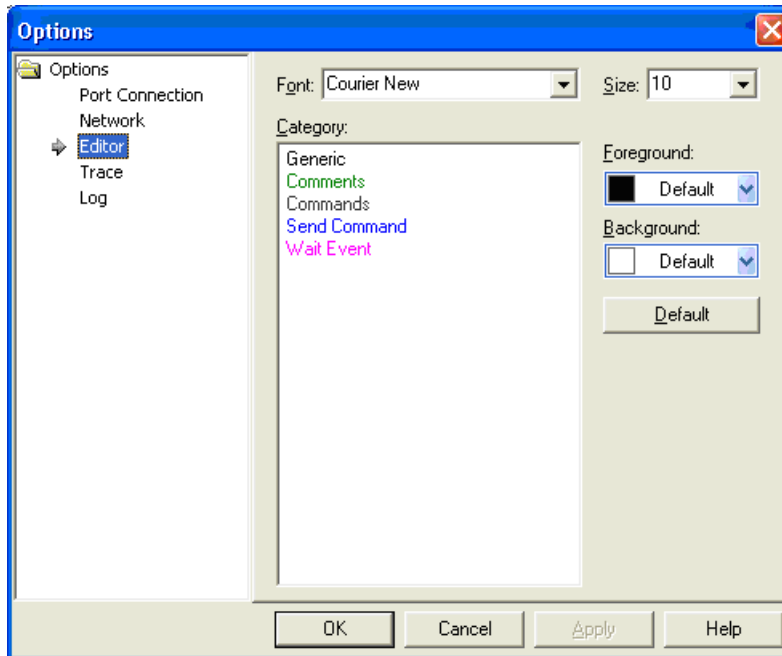 Options
Options
Port Connection
Network
Editor
Trace
Log
Font: Courier New
Size: 10
Category:
Generic
Comments
Commands
Send Command
Wait Event
Foreground:
Default
Background:
Default
Default
OK Cancel Apply Help